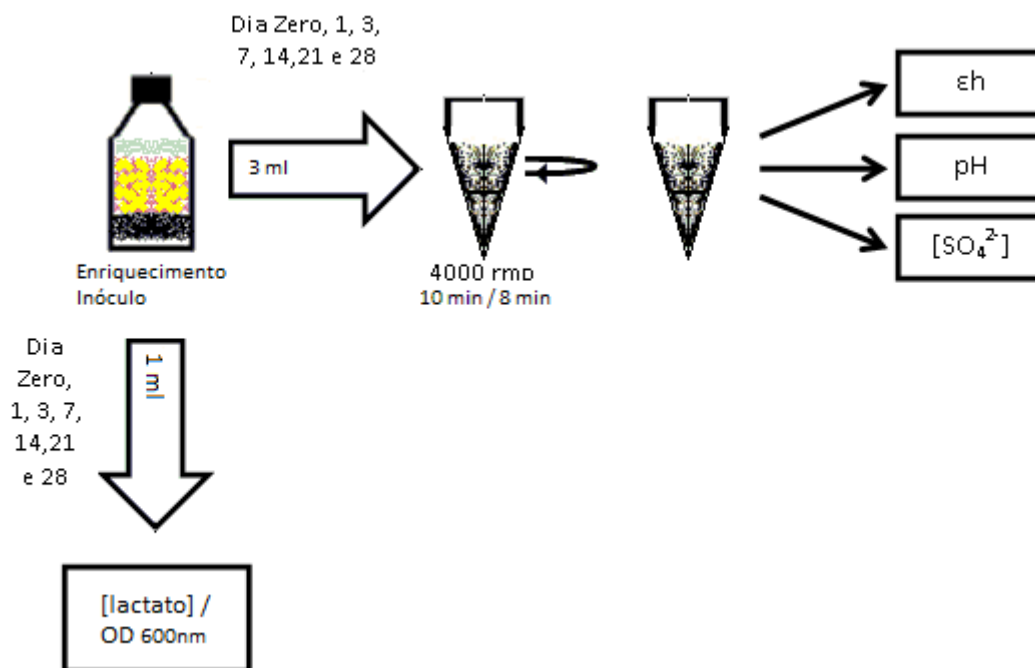 Dia Zero, 1, 3,
7, 14,21 e 28
3 ml
εh
pH
[SO₄²⁻]
Enriquecimento
Inóculo
4000 rmp
10 min / 8 min
Dia
Zero,
1, 3, 7,
14,21
e 28
1 ml
[lactato] /
OD 600nm